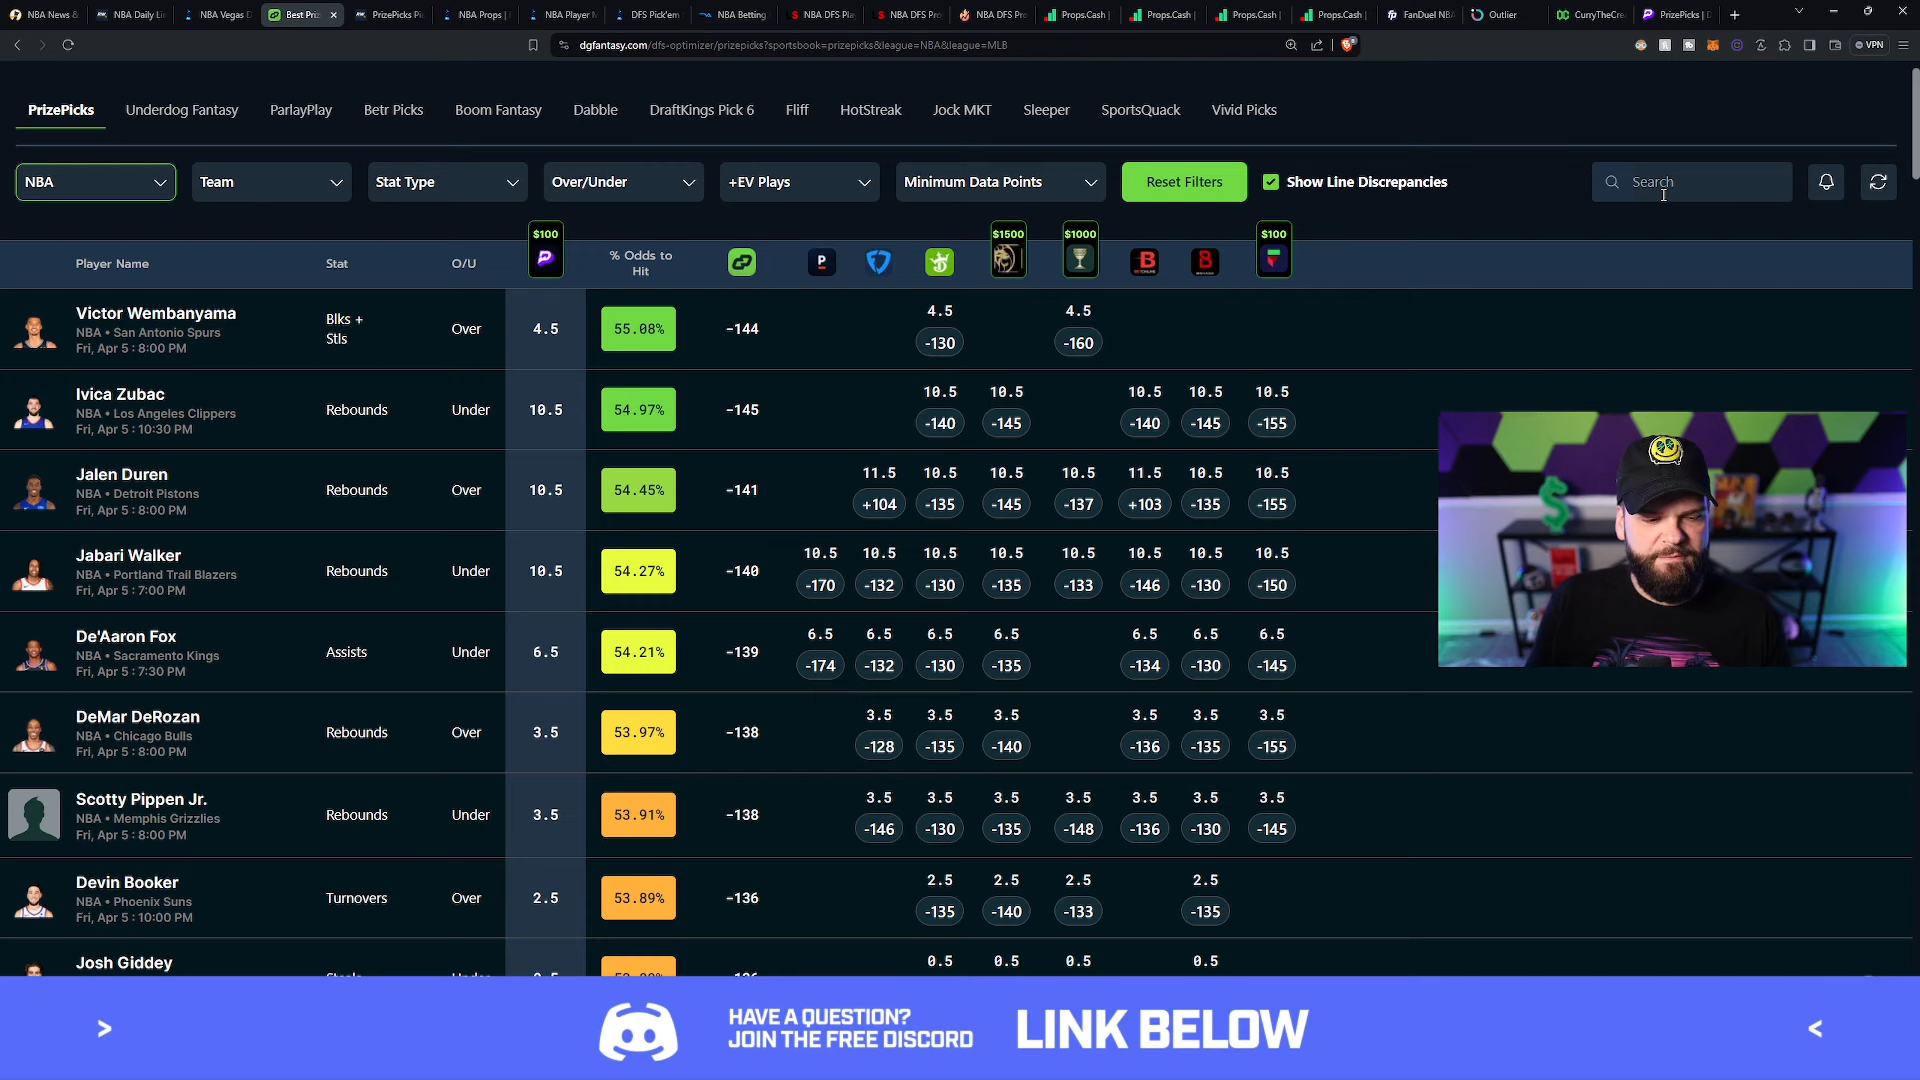 NBA News &
NBA Daily Li
NBA Vegas D
Best Priz
PrizePicks Pic
NBA Props |
NBA Player M
DFS Pick'em
NBA Betting
NBA DFS Pla
NBA DFS Pro
NBA DFS Pro
Props.Cash |
Props.Cash |
Props.Cash |
Props.Cash |
FanDuel NBA
Outlier
CurryTheCre
PrizePicks | D
dgfantasy.com/dfs-optimizer/prizepicks?sportsbook=prizepicks&league=NBA&league=MLB
VPN
PrizePicks Underdog Fantasy ParlayPlay Betr Picks Boom Fantasy Dabble DraftKings Pick 6 Fliff HotStreak Jock MKT Sleeper SportsQuack Vivid Picks
NBA Team Stat Type Over/Under +EV Plays Minimum Data Points Reset Filters Show Line Discrepancies Search
$100 $1500 $1000 $100
Player Name Stat O/U % Odds to Hit
Victor Wembanyama
NBA • San Antonio Spurs
Fri, Apr 5 : 8:00 PM
Blks +
Stls
Over 4.5 55.08% -144
4.5 4.5
-130 -160
Ivica Zubac
NBA • Los Angeles Clippers
Fri, Apr 5 : 10:30 PM
Rebounds Under 10.5 54.97% -145
10.5 10.5 10.5 10.5 10.5
-140 -145 -140 -145 -155
Jalen Duren
NBA • Detroit Pistons
Fri, Apr 5 : 8:00 PM
Rebounds Over 10.5 54.45% -141
11.5 10.5 10.5 10.5 11.5 10.5 10.5
+104 -135 -145 -137 +103 -135 -155
Jabari Walker
NBA • Portland Trail Blazers
Fri, Apr 5 : 7:00 PM
Rebounds Under 10.5 54.27% -140
10.5 10.5 10.5 10.5 10.5 10.5 10.5 10.5
-170 -132 -130 -135 -133 -146 -130 -150
De'Aaron Fox
NBA • Sacramento Kings
Fri, Apr 5 : 7:30 PM
Assists Under 6.5 54.21% -139
6.5 6.5 6.5 6.5 6.5 6.5 6.5
-174 -132 -130 -135 -134 -130 -145
DeMar DeRozan
NBA • Chicago Bulls
Fri, Apr 5 : 8:00 PM
Rebounds Over 3.5 53.97% -138
3.5 3.5 3.5 3.5 3.5 3.5
-128 -135 -140 -136 -135 -155
Scotty Pippen Jr.
NBA • Memphis Grizzlies
Fri, Apr 5 : 8:00 PM
Rebounds Under 3.5 53.91% -138
3.5 3.5 3.5 3.5 3.5 3.5 3.5
-146 -130 -135 -148 -136 -130 -145
Devin Booker
NBA • Phoenix Suns
Fri, Apr 5 : 10:00 PM
Turnovers Over 2.5 53.89% -136
2.5 2.5 2.5 2.5
-135 -140 -133 -135
Josh Giddey
0.5 0.5 0.5 0.5
> HAVE A QUESTION?
JOIN THE FREE DISCORD
LINK BELOW <